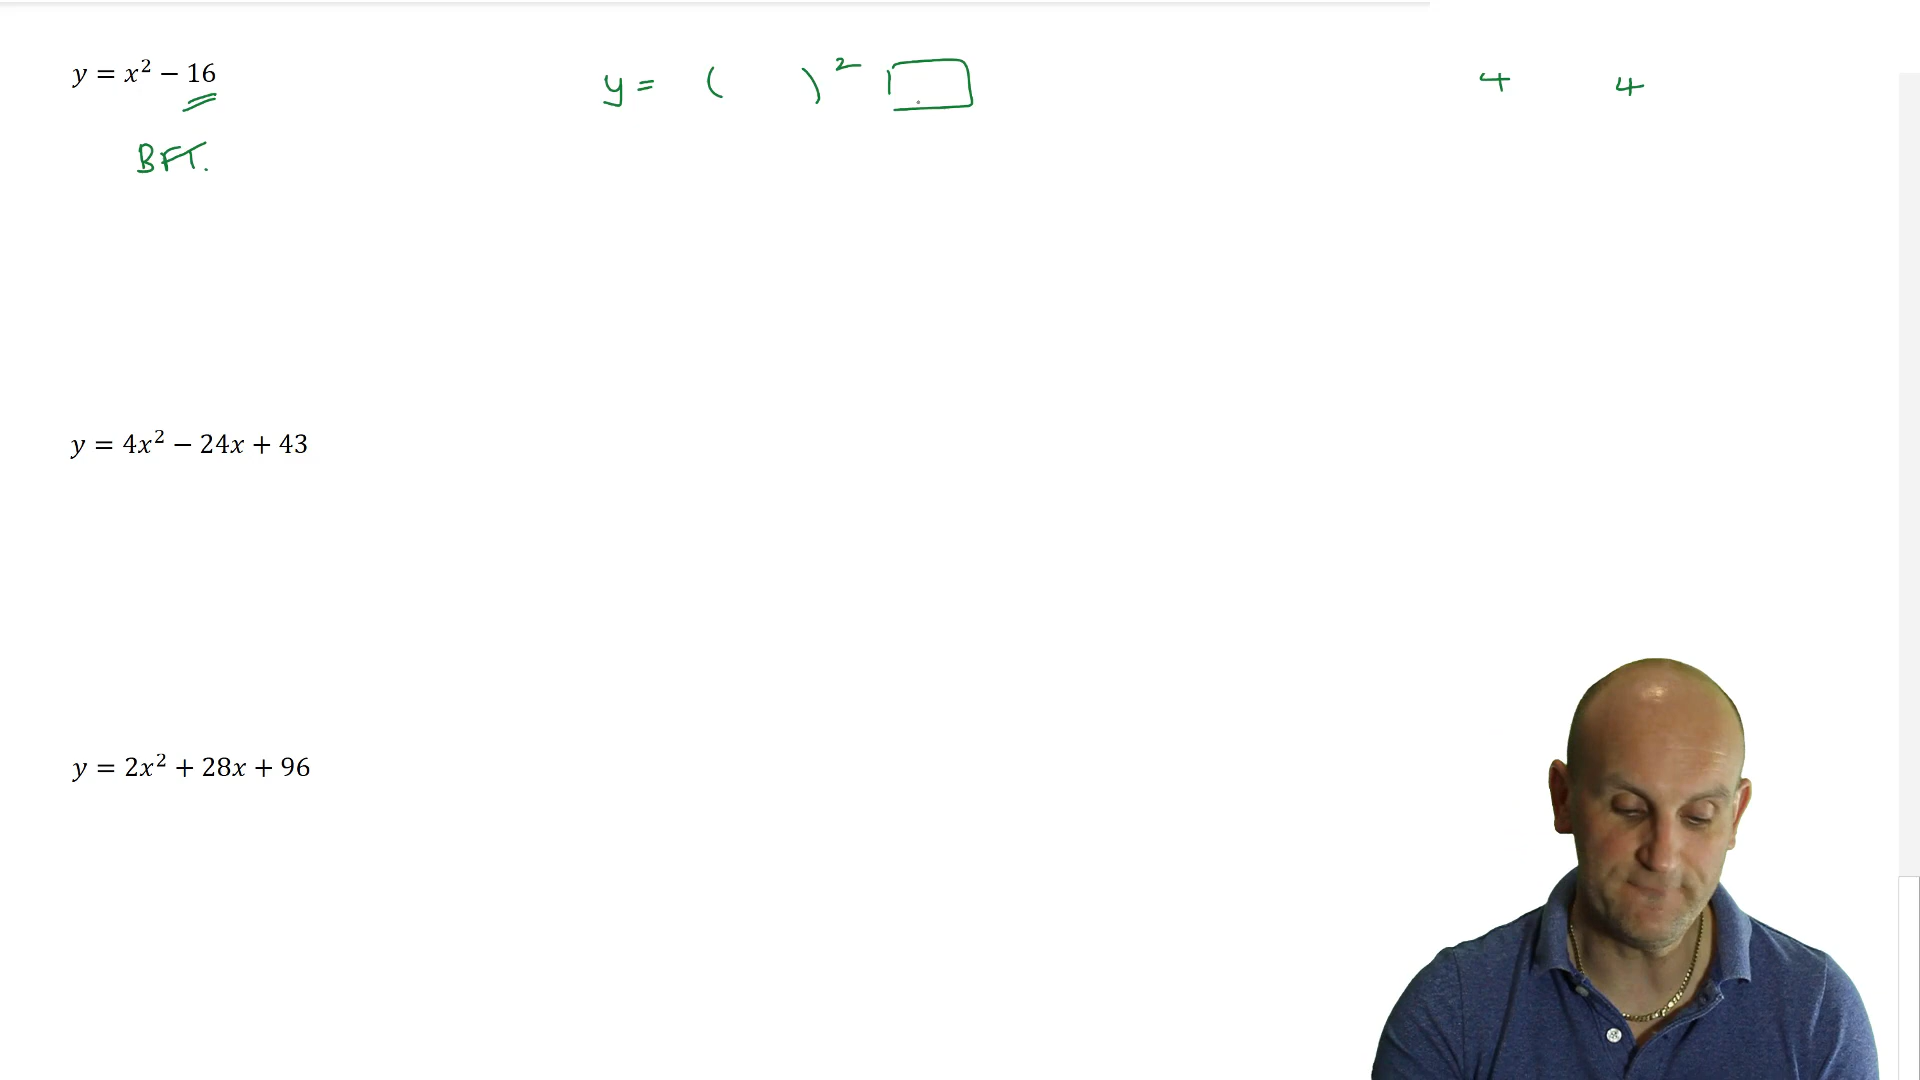 y = x² − 16
y = ( )²
4 4
BFT.
y = 4x² − 24x + 43
y = 2x² + 28x + 96